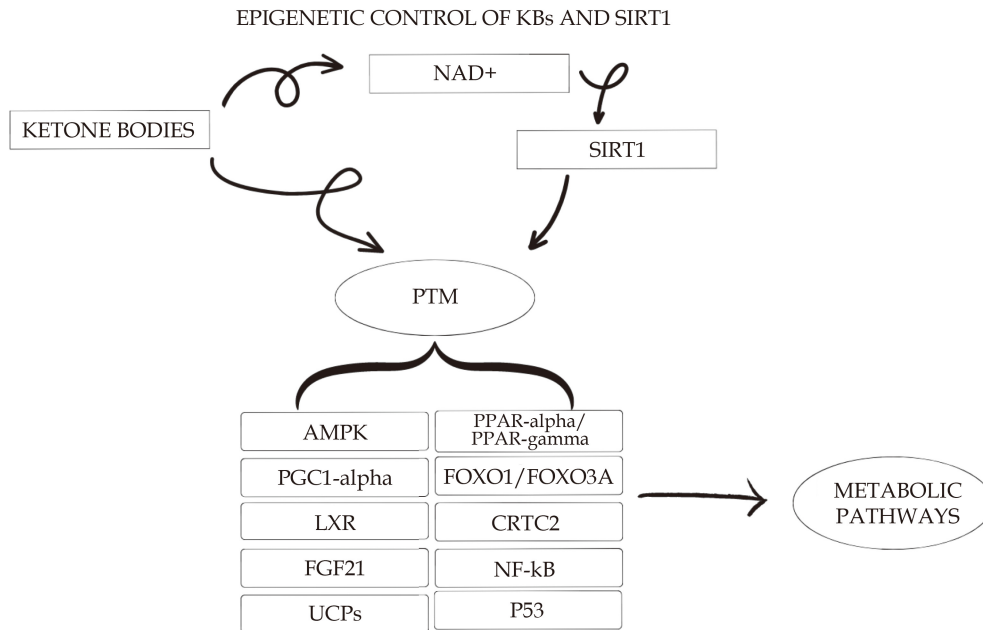 EPIGENETIC CONTROL OF KBs AND SIRT1
NAD+
KETONE BODIES
SIRT1
PTM
AMPK
PPAR-alpha/
PPAR-gamma
PGC1-alpha
FOXO1/FOXO3A
LXR
CRTC2
FGF21
NF-kB
UCPs
P53
METABOLIC
PATHWAYS